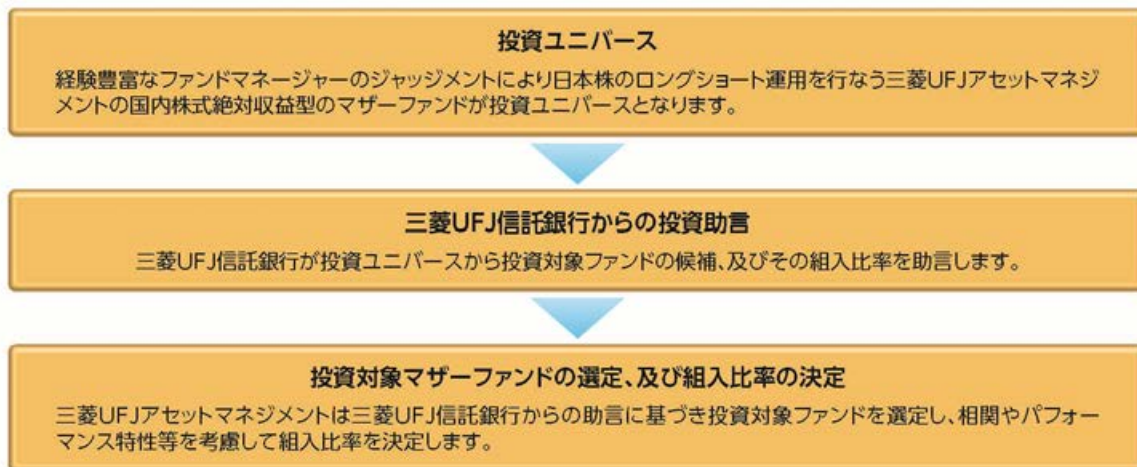 投資ユニバース
経験豊富なファンドマネージャーのジャッジメントにより日本株のロングショート運用を行なう三菱UFJアセットマネジ
メントの国内株式絶対収益型のマザーファンドが投資ユニバースとなります。
三菱UFJ信託銀行からの投資助言
三菱UFJ信託銀行が投資ユニバースから投資対象ファンドの候補、及びその組入比率を助言します。
投資対象マザーファンドの選定、及び組入比率の決定
三菱UFJアセットマネジメントは三菱UFJ信託銀行からの助言に基づき投資対象ファンドを選定し、相関やパフォー
マンス特性等を考慮して組入比率を決定します。